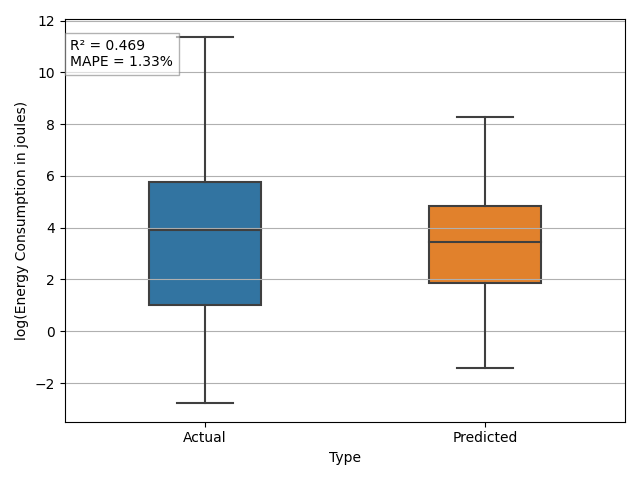 R² = 0.469
MAPE = 1.33%
log(Energy Consumption in joules)
12
10
8
6
4
2
0
−2
Actual
Predicted
Type